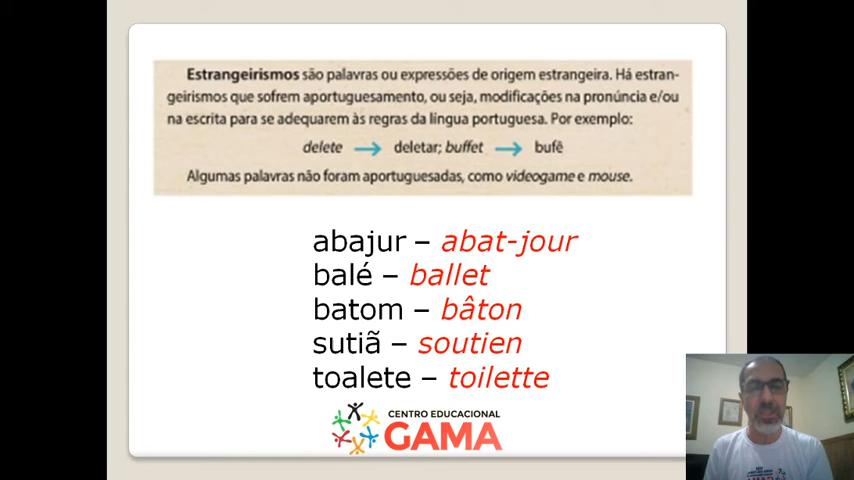 Estrangeirismos são palavras ou expressões de origem estrangeira. Há estran-
geirismos que sofrem aportuguesamento, ou seja, modificações na pronúncia e/ou
na escrita para se adequarem às regras da língua portuguesa. Por exemplo:
delete → deletar; buffet → bufê
Algumas palavras não foram aportuguesadas, como videogame e mouse.
abajur – abat-jour
balé – ballet
batom – bâton
sutiã – soutien
toalete – toilette
CENTRO EDUCACIONAL
GAMA